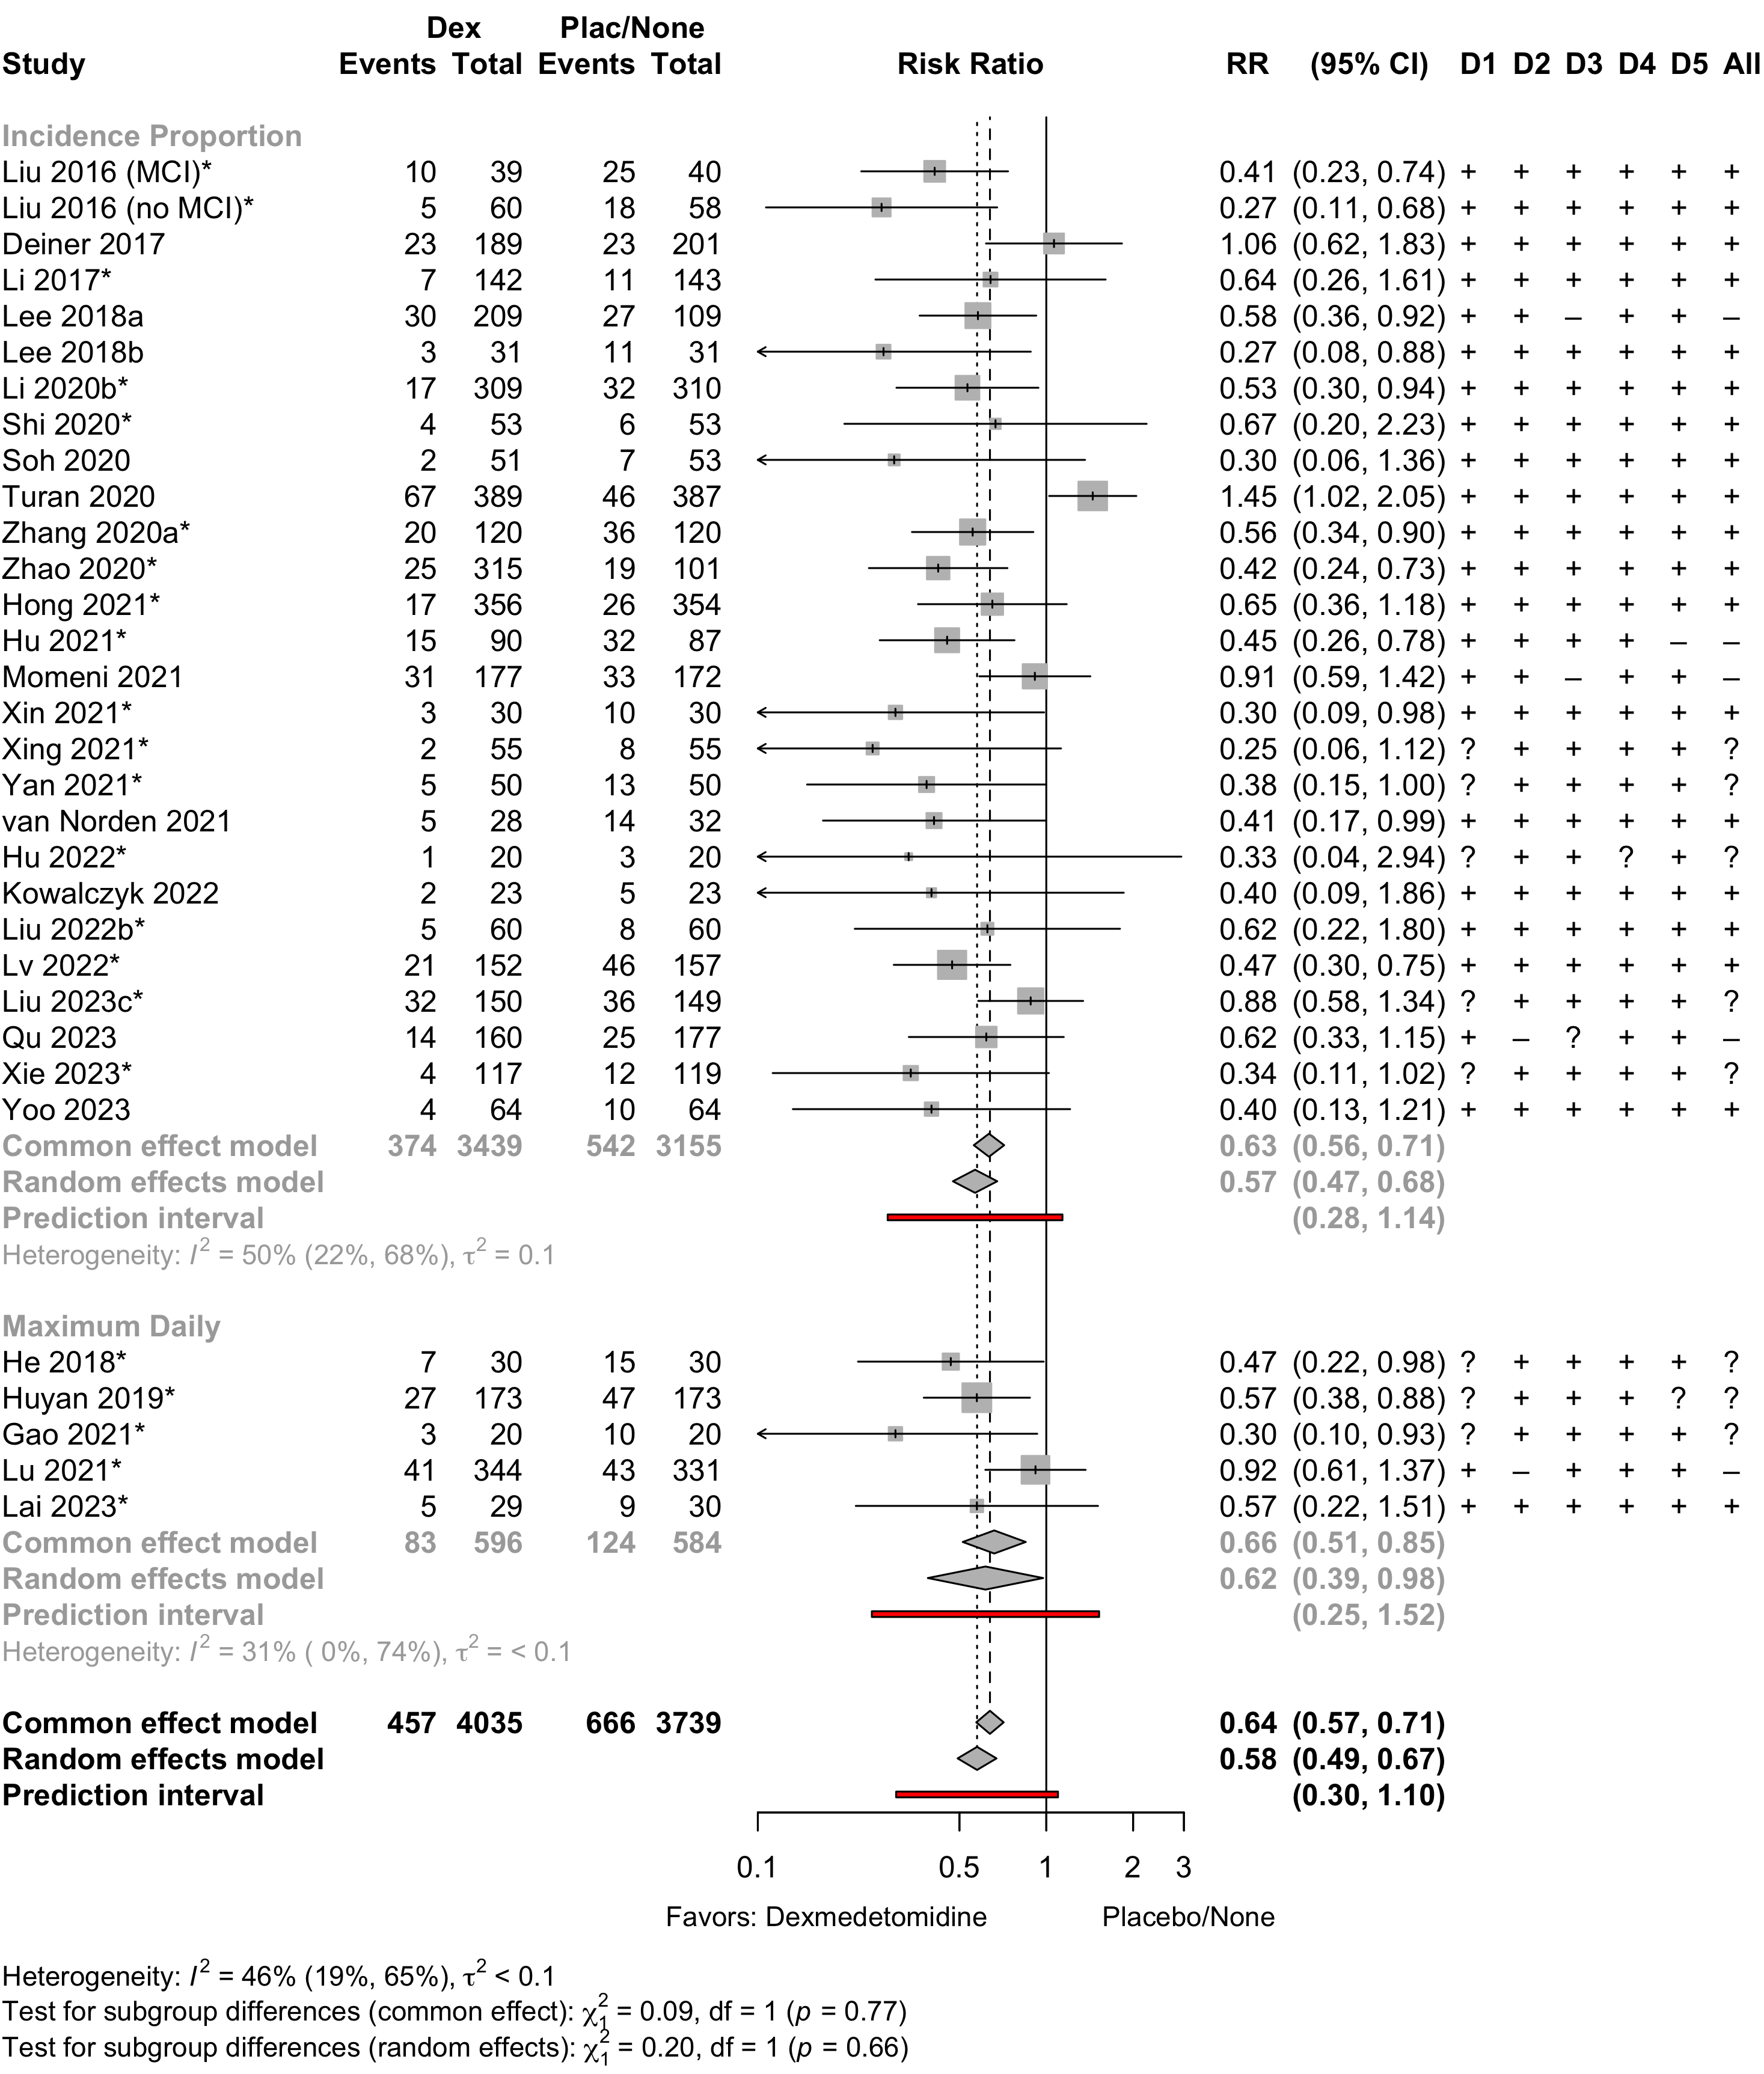 Dex Plac/None
Study Events Total Events Total Risk Ratio RR (95% CI) D1 D2 D3 D4 D5 All
Incidence Proportion
Liu 2016 (MCI)* 10 39 25 40 0.41 (0.23, 0.74) + + + + + +
Liu 2016 (no MCI)* 5 60 18 58 0.27 (0.11, 0.68) + + + + + +
Deiner 2017 23 189 23 201 1.06 (0.62, 1.83) + + + + + +
Li 2017* 7 142 11 143 0.64 (0.26, 1.61) + + + + + +
Lee 2018a 30 209 27 109 0.58 (0.36, 0.92) + + – + + –
Lee 2018b 3 31 11 31 0.27 (0.08, 0.88) + + + + + +
Li 2020b* 17 309 32 310 0.53 (0.30, 0.94) + + + + + +
Shi 2020* 4 53 6 53 0.67 (0.20, 2.23) + + + + + +
Soh 2020 2 51 7 53 0.30 (0.06, 1.36) + + + + + +
Turan 2020 67 389 46 387 1.45 (1.02, 2.05) + + + + + +
Zhang 2020a* 20 120 36 120 0.56 (0.34, 0.90) + + + + + +
Zhao 2020* 25 315 19 101 0.42 (0.24, 0.73) + + + + + +
Hong 2021* 17 356 26 354 0.65 (0.36, 1.18) + + + + + +
Hu 2021* 15 90 32 87 0.45 (0.26, 0.78) + + + + – –
Momeni 2021 31 177 33 172 0.91 (0.59, 1.42) + + – + + –
Xin 2021* 3 30 10 30 0.30 (0.09, 0.98) + + + + + +
Xing 2021* 2 55 8 55 0.25 (0.06, 1.12) ? + + + + ?
Yan 2021* 5 50 13 50 0.38 (0.15, 1.00) ? + + + + ?
van Norden 2021 5 28 14 32 0.41 (0.17, 0.99) + + + + + +
Hu 2022* 1 20 3 20 0.33 (0.04, 2.94) ? + + ? + ?
Kowalczyk 2022 2 23 5 23 0.40 (0.09, 1.86) + + + + + +
Liu 2022b* 5 60 8 60 0.62 (0.22, 1.80) + + + + + +
Lv 2022* 21 152 46 157 0.47 (0.30, 0.75) + + + + + +
Liu 2023c* 32 150 36 149 0.88 (0.58, 1.34) ? + + + + ?
Qu 2023 14 160 25 177 0.62 (0.33, 1.15) + – ? + + –
Xie 2023* 4 117 12 119 0.34 (0.11, 1.02) ? + + + + ?
Yoo 2023 4 64 10 64 0.40 (0.13, 1.21) + + + + + +
Common effect model 374 3439 542 3155 0.63 (0.56, 0.71)
Random effects model 0.57 (0.47, 0.68)
Prediction interval (0.28, 1.14)
Heterogeneity: I² = 50% (22%, 68%), τ² = 0.1
Maximum Daily
He 2018* 7 30 15 30 0.47 (0.22, 0.98) ? + + + + ?
Huyan 2019* 27 173 47 173 0.57 (0.38, 0.88) ? + + + ? ?
Gao 2021* 3 20 10 20 0.30 (0.10, 0.93) ? + + + + ?
Lu 2021* 41 344 43 331 0.92 (0.61, 1.37) + – + + + –
Lai 2023* 5 29 9 30 0.57 (0.22, 1.51) + + + + + +
Common effect model 83 596 124 584 0.66 (0.51, 0.85)
Random effects model 0.62 (0.39, 0.98)
Prediction interval (0.25, 1.52)
Heterogeneity: I² = 31% ( 0%, 74%), τ² = < 0.1
Common effect model 457 4035 666 3739 0.64 (0.57, 0.71)
Random effects model 0.58 (0.49, 0.67)
Prediction interval (0.30, 1.10)
0.1 0.5 1 2 3
Favors: Dexmedetomidine Placebo/None
Heterogeneity: I² = 46% (19%, 65%), τ² < 0.1
Test for subgroup differences (common effect): χ₁² = 0.09, df = 1 (p = 0.77)
Test for subgroup differences (random effects): χ₁² = 0.20, df = 1 (p = 0.66)